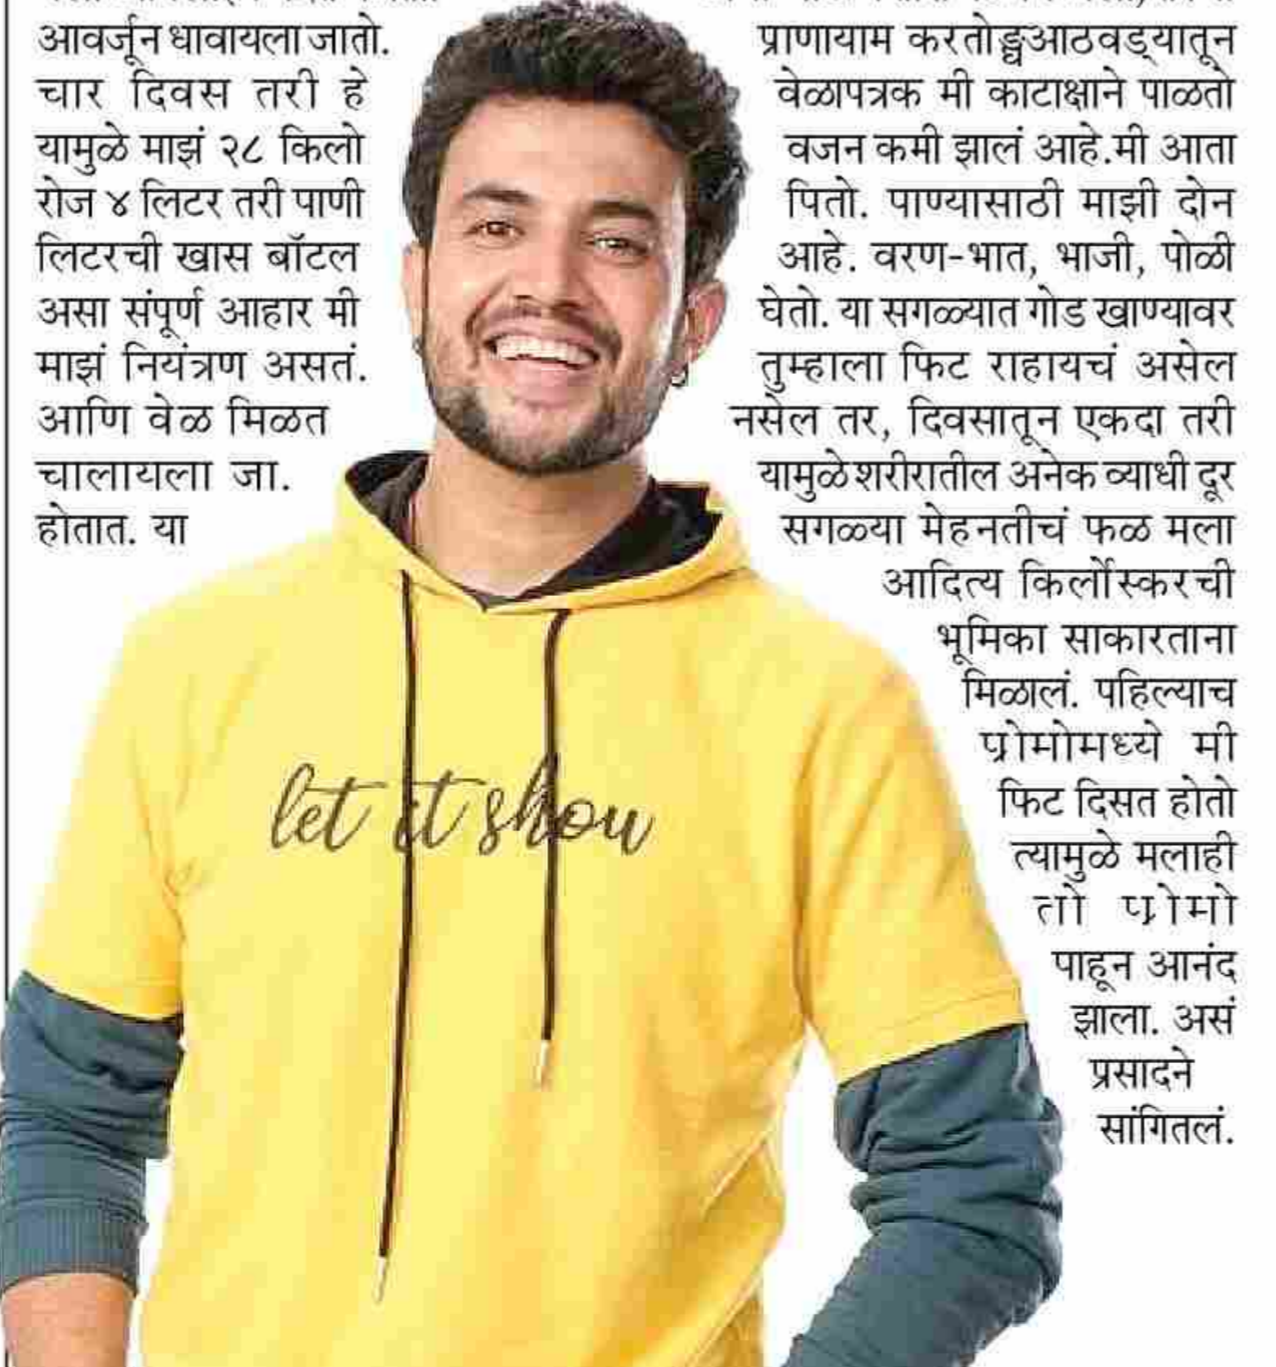 आवर्जून धावायला जातो. प्राणायाम करतोङ्खआठवड्यातून
चार दिवस तरी हे वेळापत्रक मी काटाक्षाने पाळतो
यामुळे माझं २८ किलो वजन कमी झालं आहे.मी आता
रोज ४ लिटर तरी पाणी पितो. पाण्यासाठी माझी दोन
लिटरची खास बॉटल आहे. वरण-भात, भाजी, पोळी
असा संपूर्ण आहार मी घेतो. या सगळ्यात गोड खाण्यावर
माझं नियंत्रण असतं. तुम्हाला फिट राहायचं असेल
आणि वेळ मिळत नसेल तर, दिवसातून एकदा तरी
चालायला जा. यामुळे शरीरातील अनेक व्याधी दूर
होतात. या सगळ्या मेहनतीचं फळ मला
आदित्य किर्लोस्करची
भूमिका साकारताना
मिळालं. पहिल्याच
प्रोमोमध्ये मी
फिट दिसत होतो
त्यामुळे मलाही
तो प्रोमो
पाहून आनंद
झाला. असं
प्रसादने
सांगितलं.
let it show